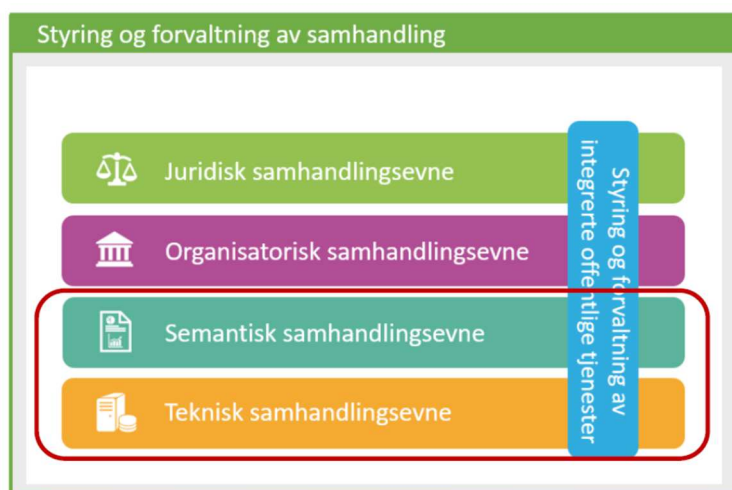 Styring og forvaltning av samhandling
Juridisk samhandlingsevne
Organisatorisk samhandlingsevne
Semantisk samhandlingsevne
Teknisk samhandlingsevne
Styring og forvaltning av
integrerte offentlige tjenester